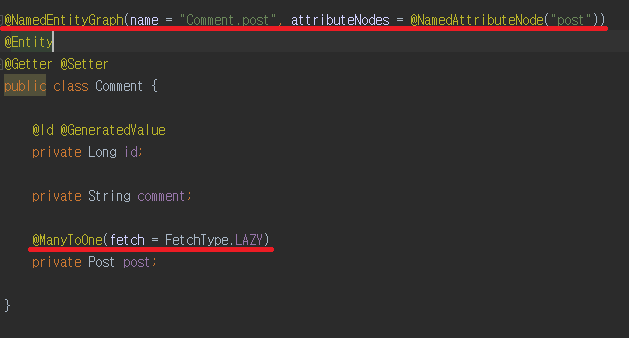 @NamedEntityGraph(name = "Comment.post", attributeNodes = @NamedAttributeNode("post"))
@Entity
@Getter @Setter
public class Comment {
@Id @GeneratedValue
private Long id;
private String comment;
@ManyToOne(fetch = FetchType.LAZY)
private Post post;
}